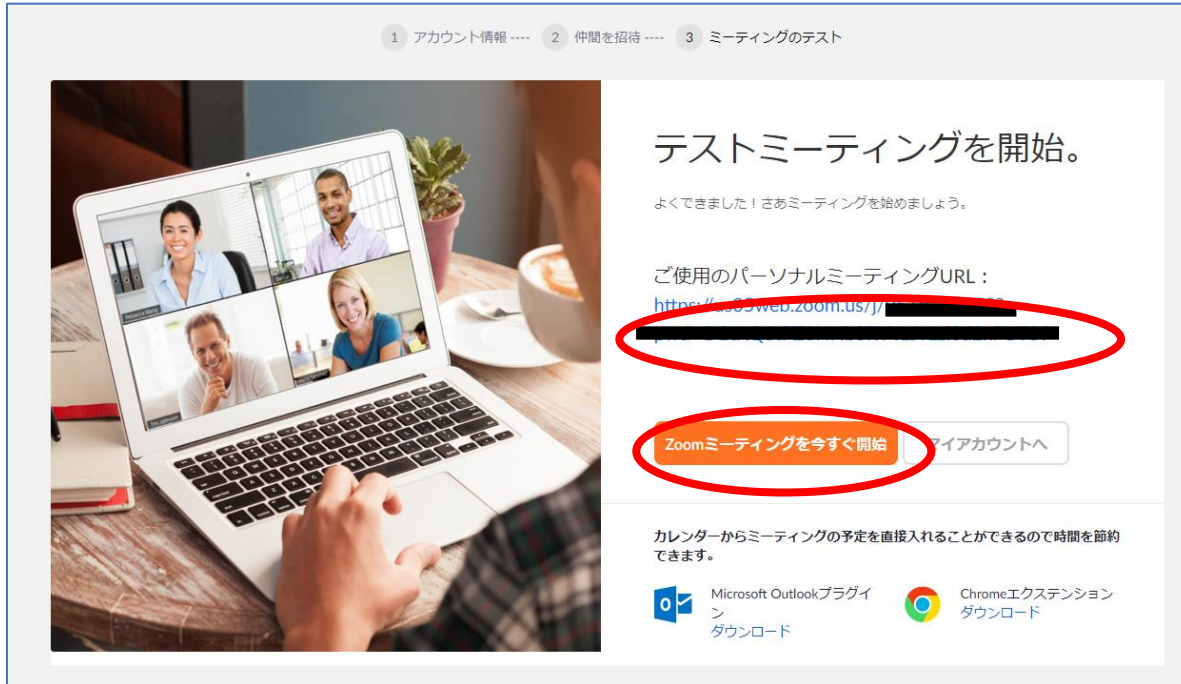 1 アカウント情報 ---- 2 仲間を招待 ---- 3 ミーティングのテスト
テストミーティングを開始。
よくできました！さあミーティングを始めましょう。
ご使用のパーソナルミーティングURL：
https://us05web.zoom.us/j/
Zoomミーティングを今すぐ開始
マイアカウントへ
カレンダーからミーティングの予定を直接入れることができるので時間を節約
できます。
Microsoft Outlookプラグイ
ン
ダウンロード
Chromeエクステンション
ダウンロード
Rebecca Wang